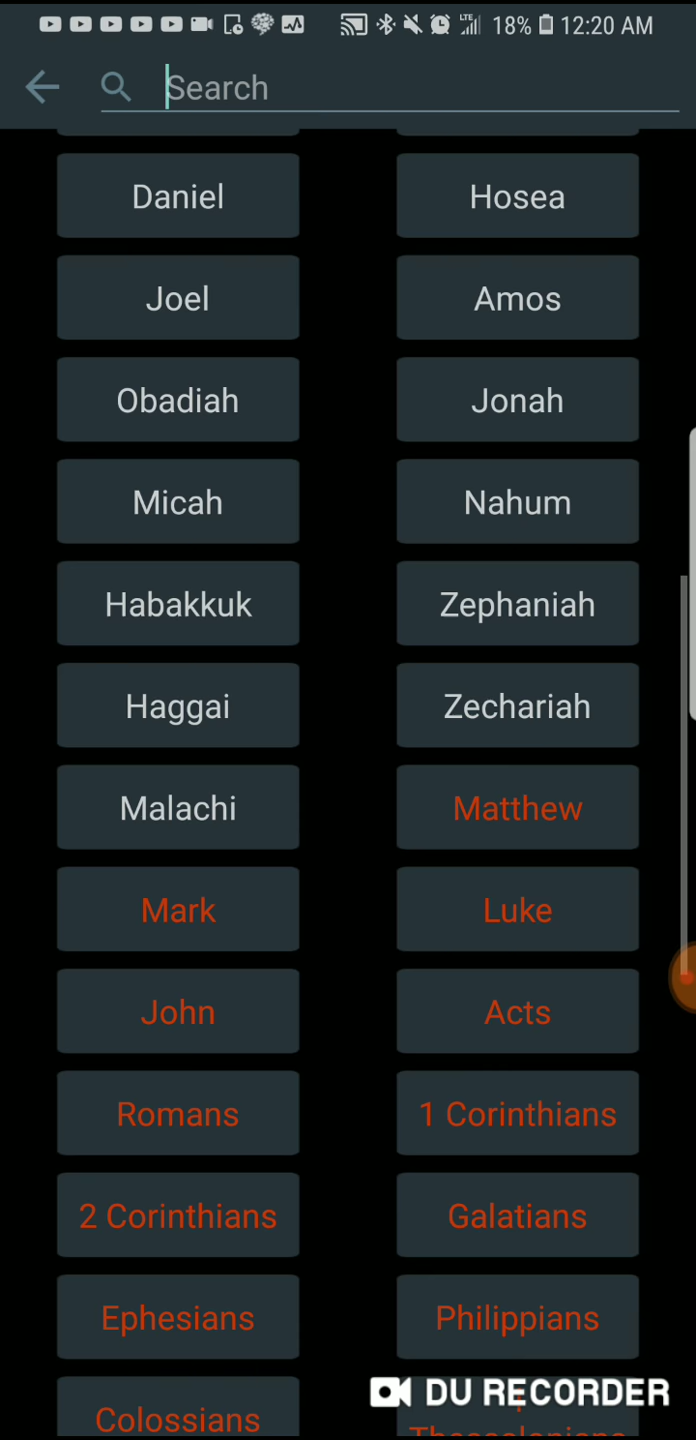 LTE 18% 12:20 AM
Search
Daniel Hosea
Joel Amos
Obadiah Jonah
Micah Nahum
Habakkuk Zephaniah
Haggai Zechariah
Malachi Matthew
Mark Luke
John Acts
Romans 1 Corinthians
2 Corinthians Galatians
Ephesians Philippians
DU RECORDER
Colossians